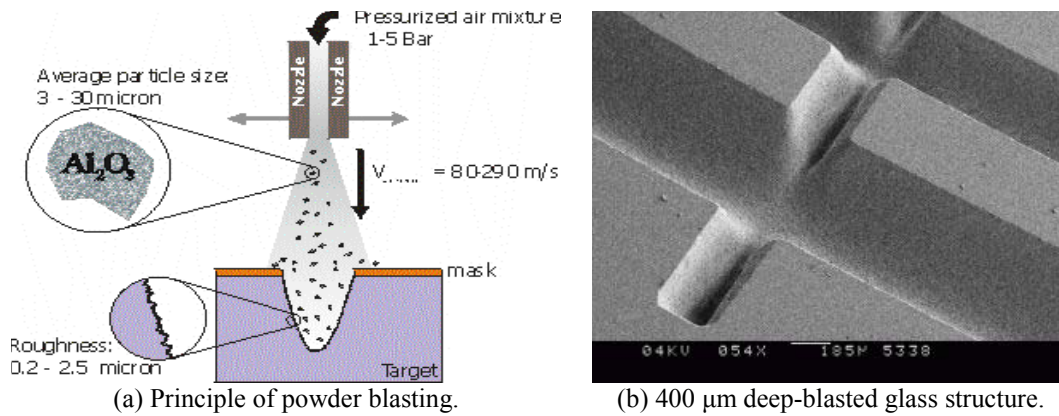 Pressurized air mixture
1-5 Bar
Average particle size:
3 - 30 micron
Nozzle
Nozzle
Al₂O₃
V = 80-290 m/s
mask
Roughness:
0.2 - 2.5 micron
Target
04KV 054X 185M 5338
(a) Principle of powder blasting.
(b) 400 μm deep-blasted glass structure.